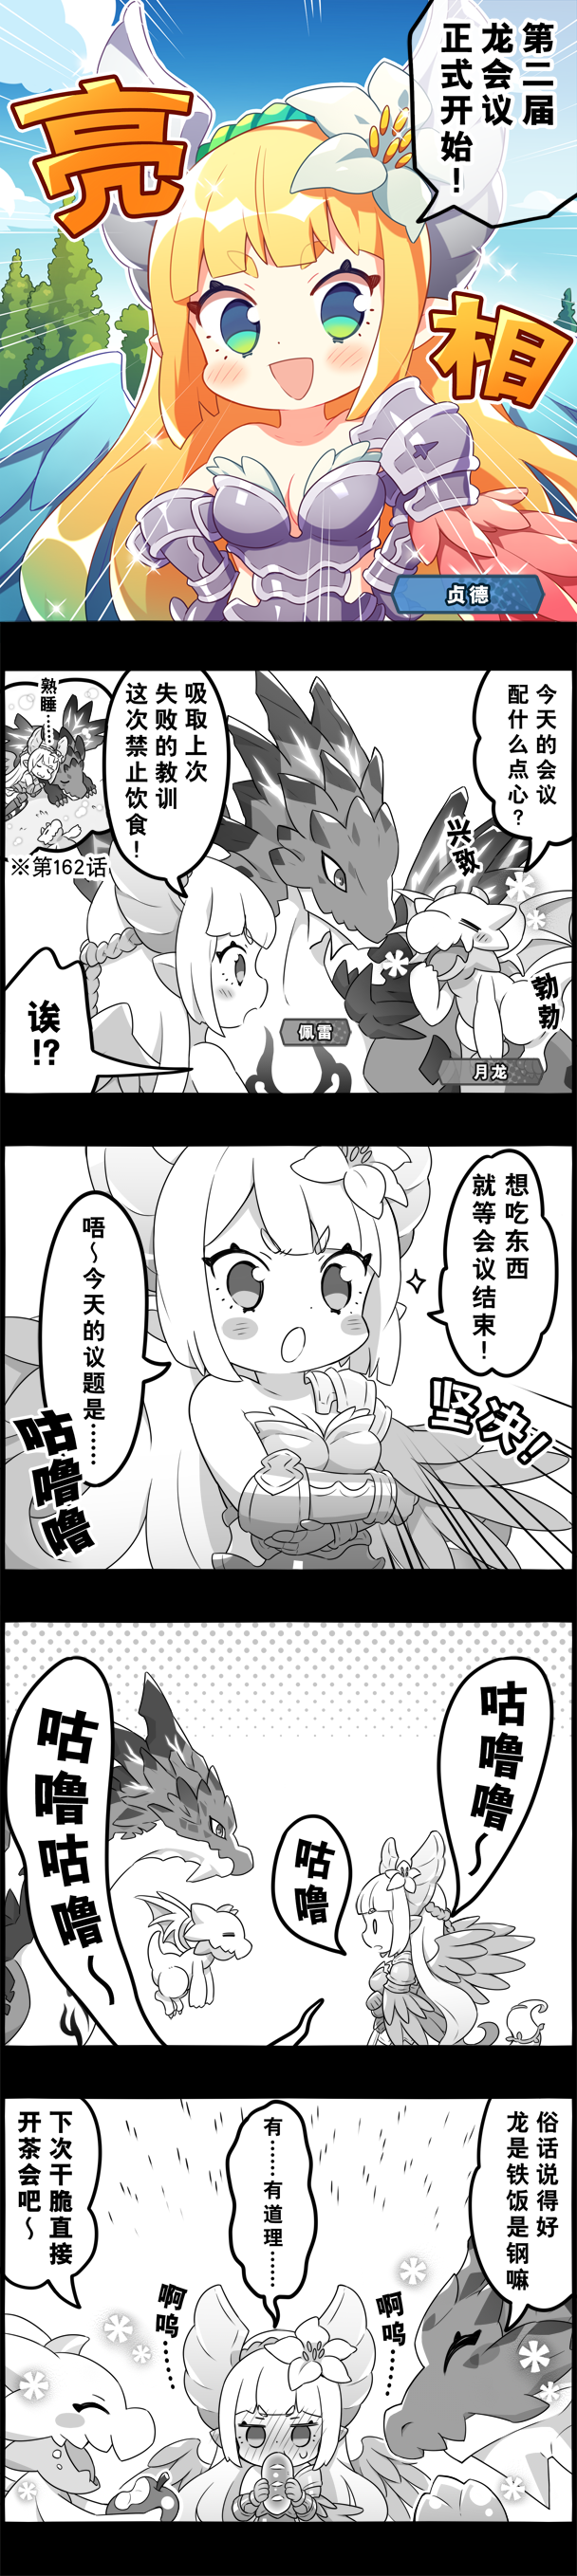 第二届
龙会议
正式开始！
亮
相
贞德
今天的会议
配什么点心？
兴致
勃勃
月龙
佩雷
吸取上次
失败的教训
这次禁止饮食！
熟睡……
※第162话
诶!?
想吃东西
就等会议结束！
坚决！
唔～今天的议题是……
咕噜噜
咕噜噜～
咕噜
咕噜咕噜～
俗话说得好
龙是铁饭是钢嘛
有……有道理……
啊呜……
啊呜……
下次干脆直接
开茶会吧～